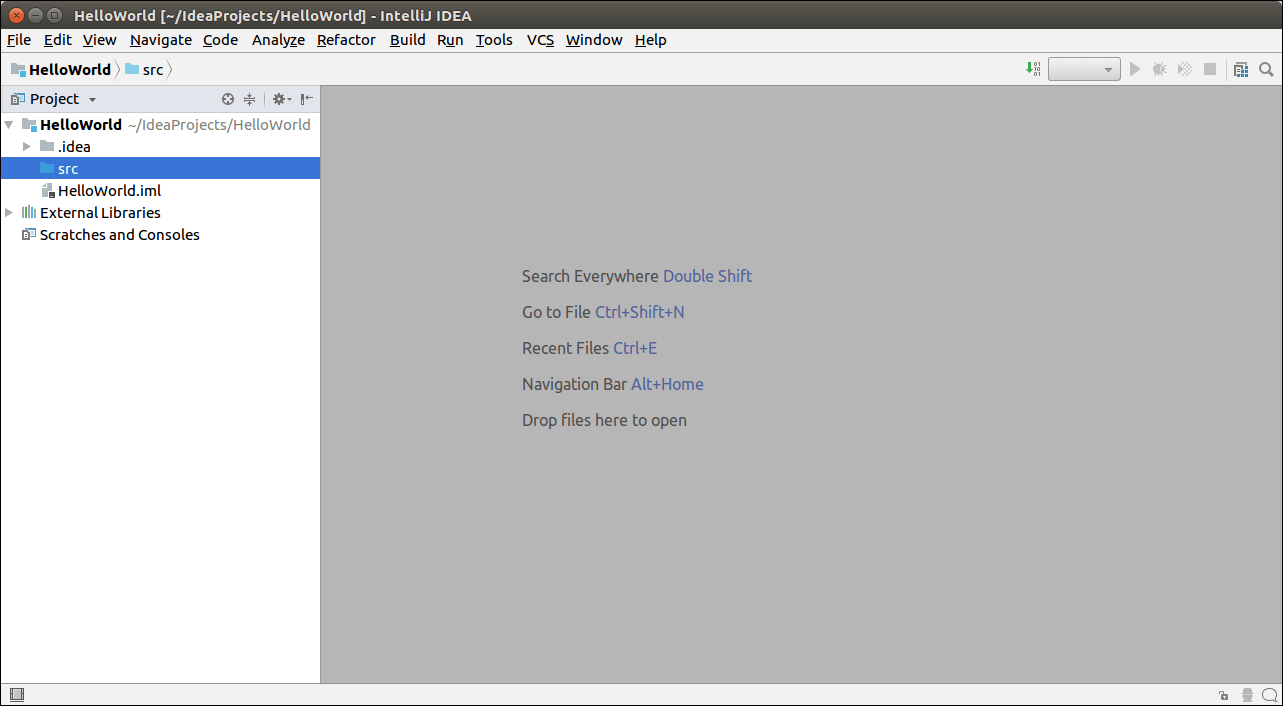 HelloWorld [~/IdeaProjects/HelloWorld] - IntelliJ IDEA
File Edit View Navigate Code Analyze Refactor Build Run Tools VCS Window Help
HelloWorld src
Project
HelloWorld ~/IdeaProjects/HelloWorld
.idea
src
HelloWorld.iml
External Libraries
Scratches and Consoles
Search Everywhere Double Shift
Go to File Ctrl+Shift+N
Recent Files Ctrl+E
Navigation Bar Alt+Home
Drop files here to open